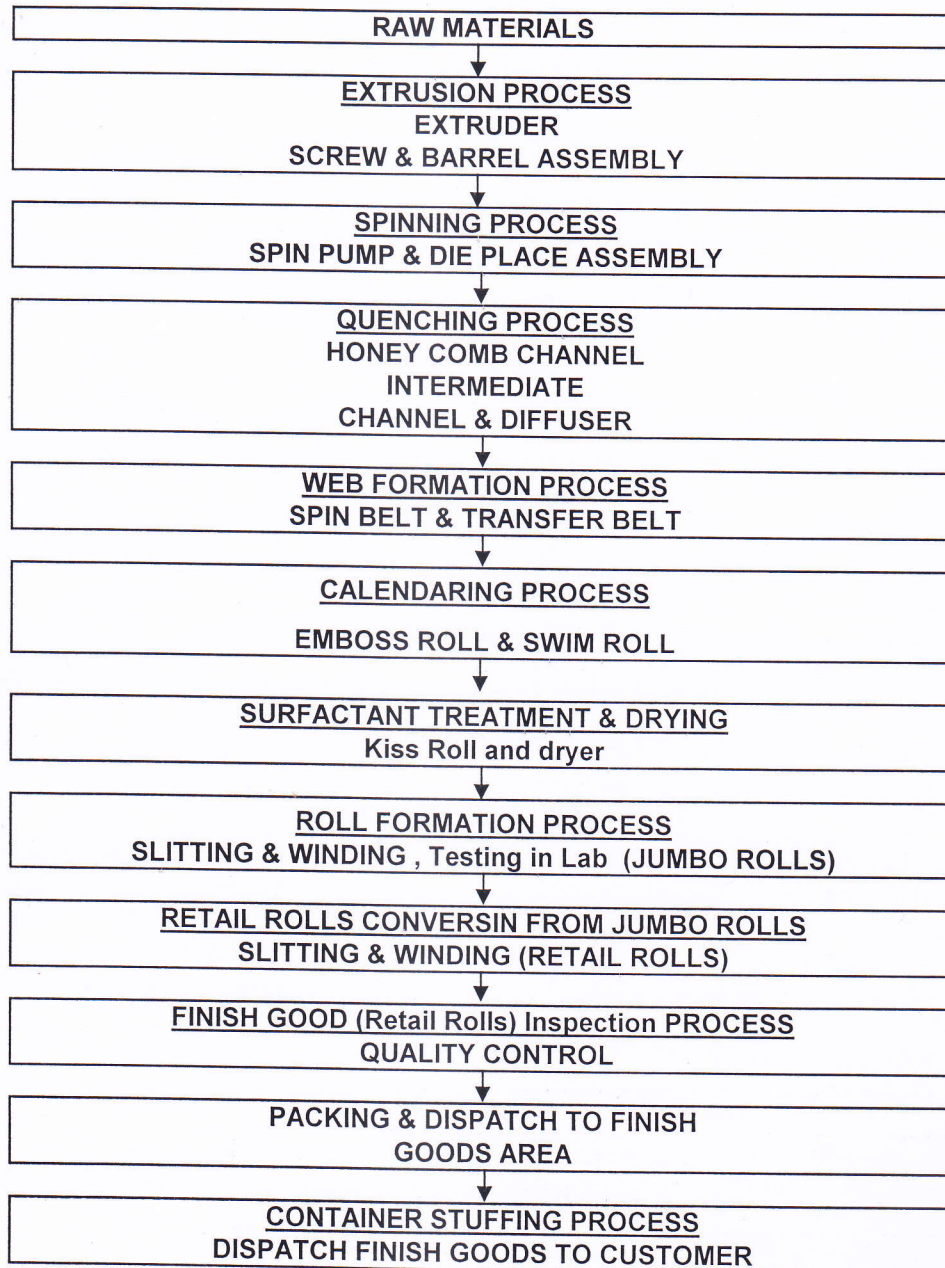 RAW MATERIALS
EXTRUSION PROCESS
EXTRUDER
SCREW & BARREL ASSEMBLY
SPINNING PROCESS
SPIN PUMP & DIE PLACE ASSEMBLY
QUENCHING PROCESS
HONEY COMB CHANNEL
INTERMEDIATE
CHANNEL & DIFFUSER
WEB FORMATION PROCESS
SPIN BELT & TRANSFER BELT
CALENDARING PROCESS
EMBOSS ROLL & SWIM ROLL
SURFACTANT TREATMENT & DRYING
Kiss Roll and dryer
ROLL FORMATION PROCESS
SLITTING & WINDING , Testing in Lab (JUMBO ROLLS)
RETAIL ROLLS CONVERSIN FROM JUMBO ROLLS
SLITTING & WINDING (RETAIL ROLLS)
FINISH GOOD (Retail Rolls) Inspection PROCESS
QUALITY CONTROL
PACKING & DISPATCH TO FINISH
GOODS AREA
CONTAINER STUFFING PROCESS
DISPATCH FINISH GOODS TO CUSTOMER